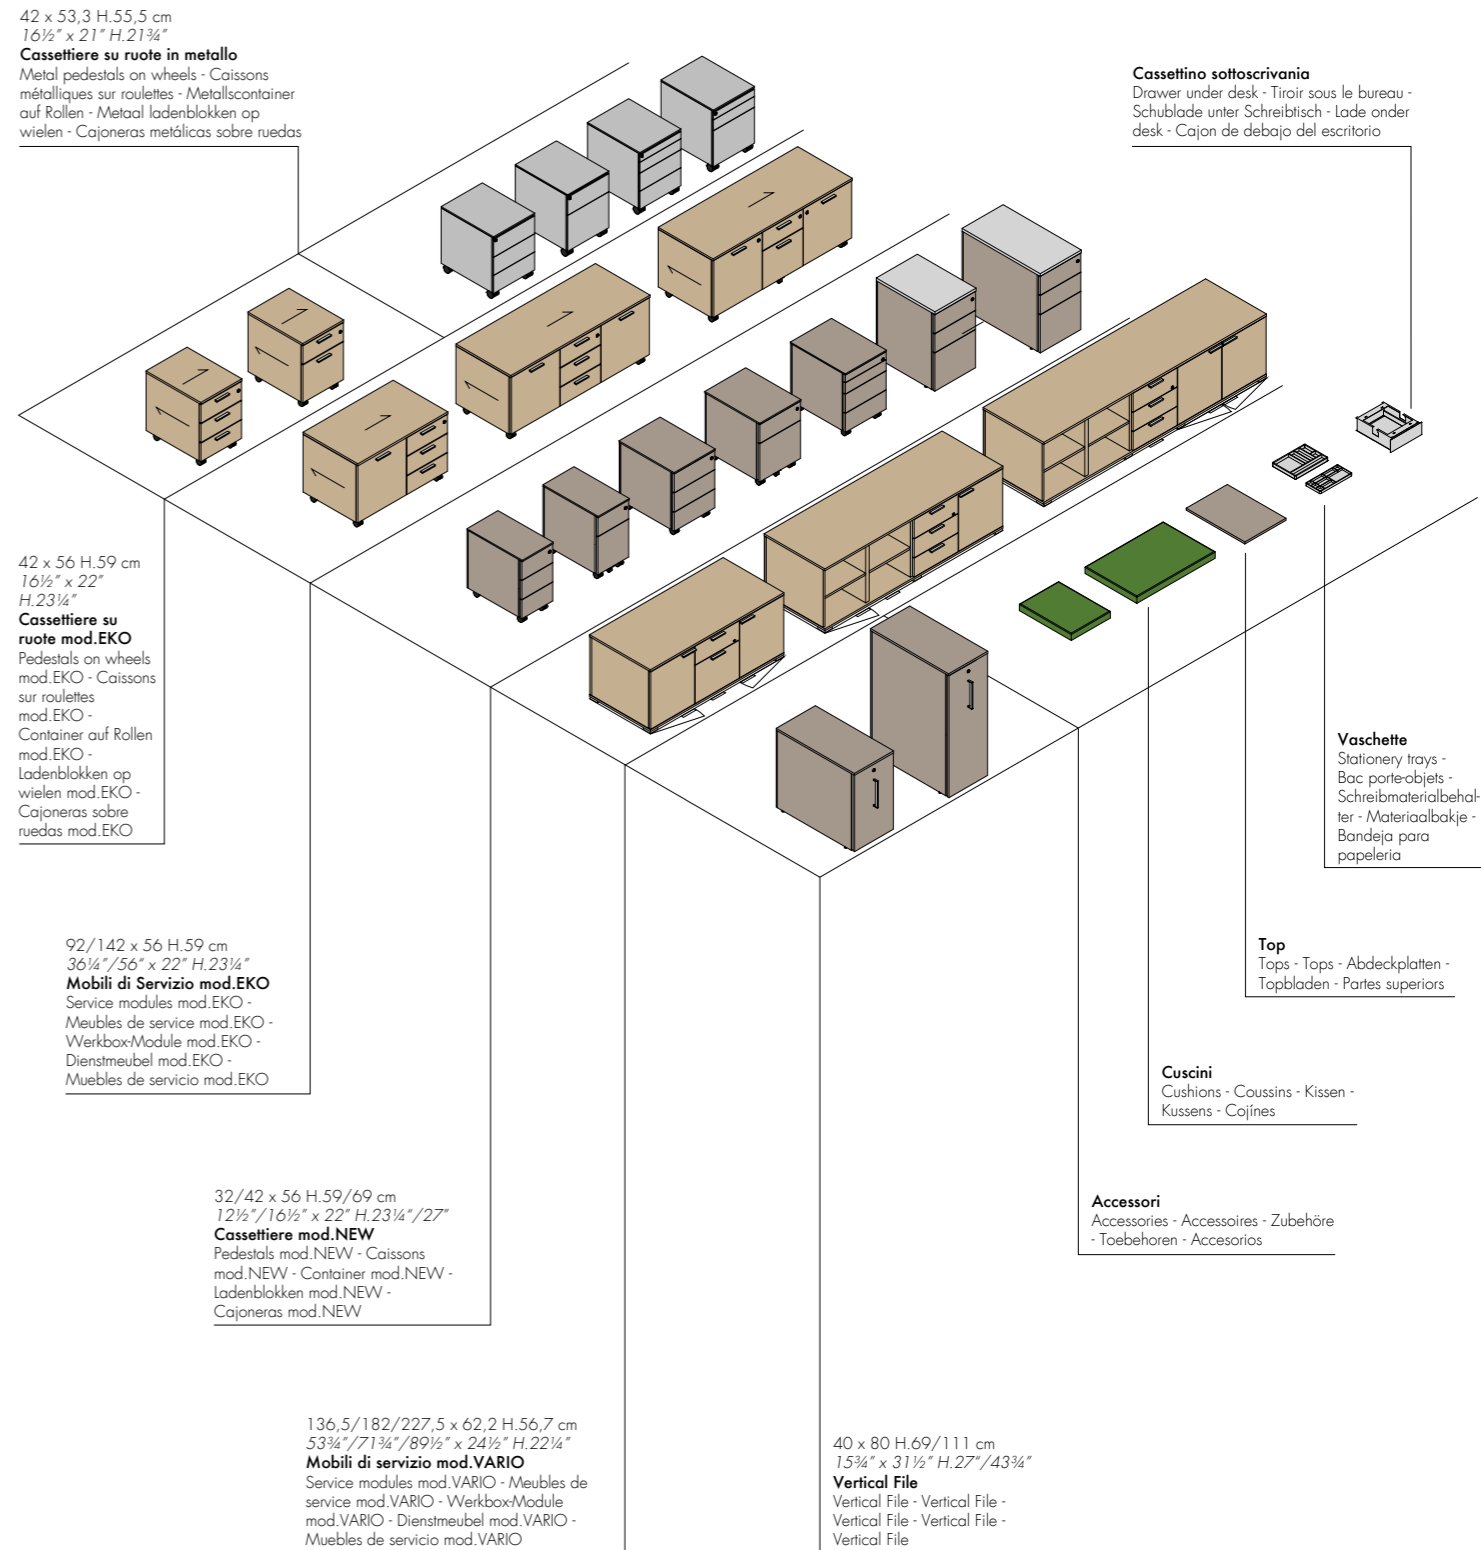 42 x 53,3 H.55,5 cm
16½” x 21” H.21¾”
Cassettiere su ruote in metallo
Metal pedestals on wheels - Caissons
métalliques sur roulettes - Metallscontainer
auf Rollen - Metaal ladenblokken op
wielen - Cajoneras metálicas sobre ruedas
Cassettino sottoscrivania
Drawer under desk - Tiroir sous le bureau -
Schublade unter Schreibtisch - Lade onder
desk - Cajon de debajo del escritorio
42 x 56 H.59 cm
16½” x 22”
H.23¼”
Cassettiere su
ruote mod.EKO
Pedestals on wheels
mod.EKO - Caissons
sur roulettes
mod.EKO -
Container auf Rollen
mod.EKO -
Ladenblokken op
wielen mod.EKO -
Cajoneras sobre
ruedas mod.EKO
Vaschette
Stationery trays -
Bac porte-objets -
Schreibmaterialbehal-
ter - Materiaalbakje -
Bandeja para
papeleria
92/142 x 56 H.59 cm
36¼”/56” x 22” H.23¼”
Mobili di Servizio mod.EKO
Service modules mod.EKO -
Meubles de service mod.EKO -
Werkbox-Module mod.EKO -
Dienstmeubel mod.EKO -
Muebles de servicio mod.EKO
Top
Tops - Tops - Abdeckplatten -
Topbladen - Partes superiors
Cuscini
Cushions - Coussins - Kissen -
Kussens - Cojínes
32/42 x 56 H.59/69 cm
12½”/16½” x 22” H.23¼”/27”
Cassettiere mod.NEW
Pedestals mod.NEW - Caissons
mod.NEW - Container mod.NEW -
Ladenblokken mod.NEW -
Cajoneras mod.NEW
Accessori
Accessories - Accessoires - Zubehöre
- Toebehoren - Accesorios
136,5/182/227,5 x 62,2 H.56,7 cm
53¾”/71¾”/89½” x 24½” H.22¼”
Mobili di servizio mod.VARIO
Service modules mod.VARIO - Meubles de
service mod.VARIO - Werkbox-Module
mod.VARIO - Dienstmeubel mod.VARIO -
Muebles de servicio mod.VARIO
40 x 80 H.69/111 cm
15¾” x 31½” H.27”/43¾”
Vertical File
Vertical File - Vertical File -
Vertical File - Vertical File -
Vertical File